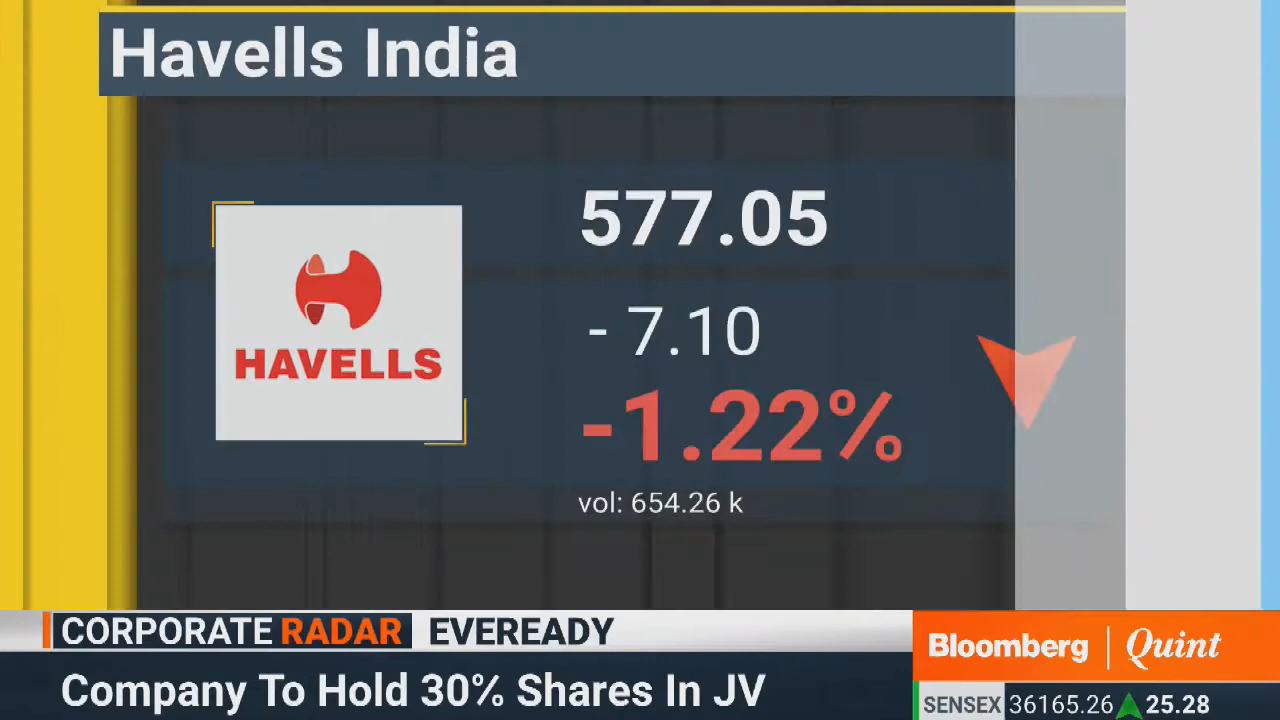 Havells India
577.05
- 7.10
-1.22%
vol: 654.26 k
HAVELLS
CORPORATE RADAR EVEREADY
Company To Hold 30% Shares In JV
Bloomberg | Quint
SENSEX 36165.26 25.28